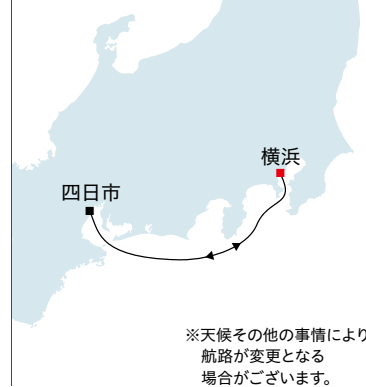 横浜
四日市
※天候その他の事情により
航路が変更となる
場合がございます。